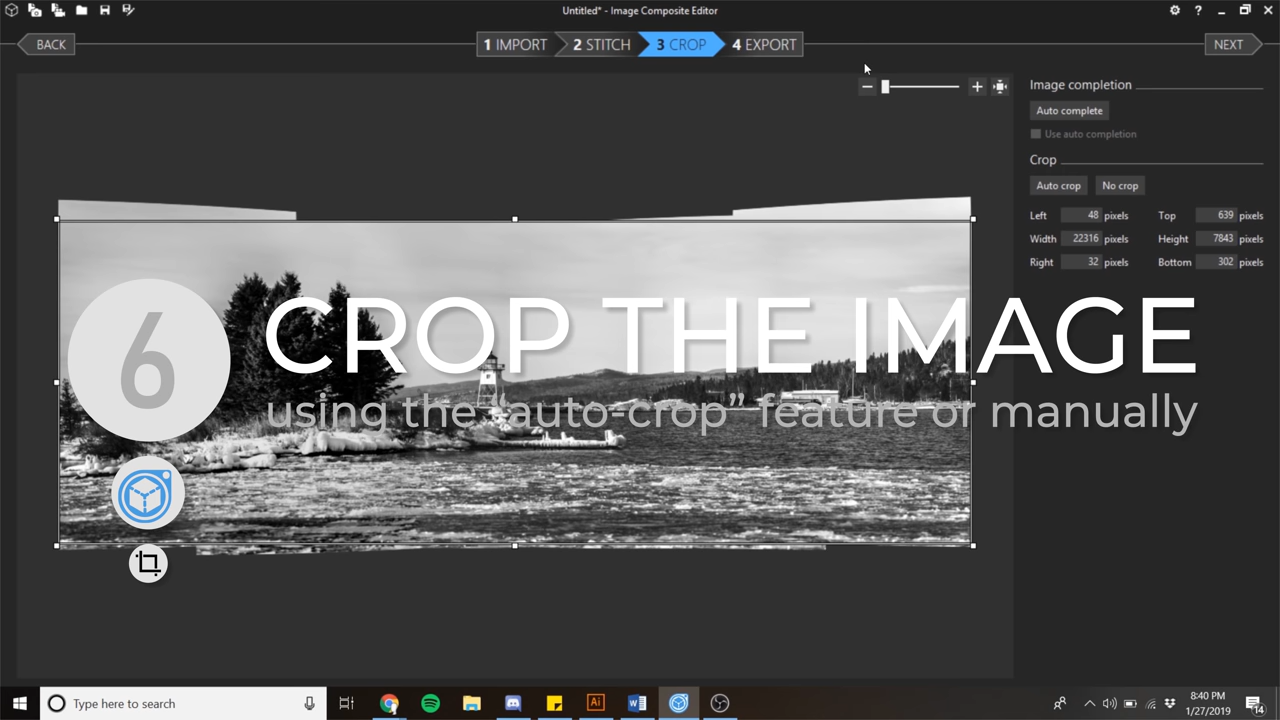 Untitled* - Image Composite Editor
BACK
1 IMPORT
2 STITCH
3 CROP
4 EXPORT
NEXT
Image completion
Auto complete
Use auto completion
Crop
Auto crop No crop
Left 48 pixels Top 639 pixels
Width 22316 pixels Height 7843 pixels
Right 32 pixels Bottom 302 pixels
6
CROP THE IMAGE
using the “auto-crop” feature or manually
Type here to search
Ai
W
8:40 PM
1/27/2019
14